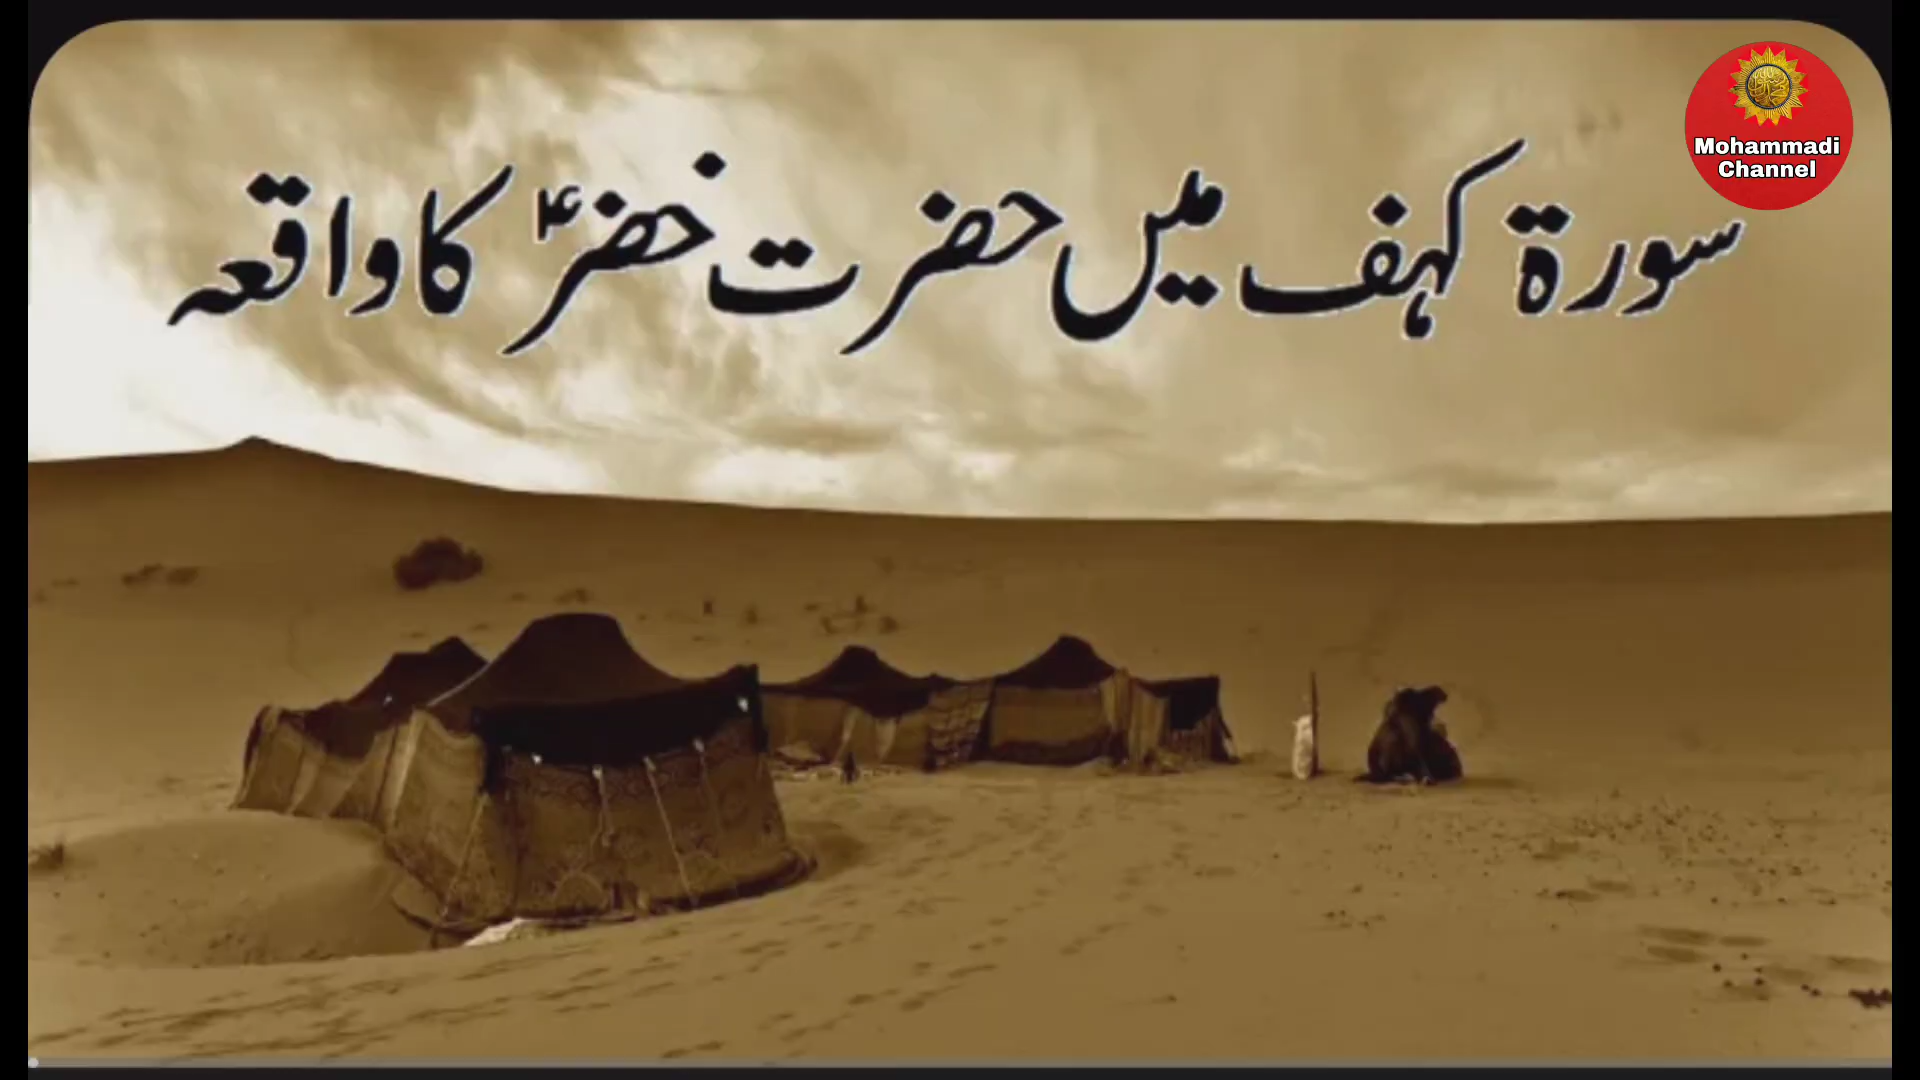 سورۃ کہف میں حضرت خضرؑ کا واقعہ
Mohammadi
Channel